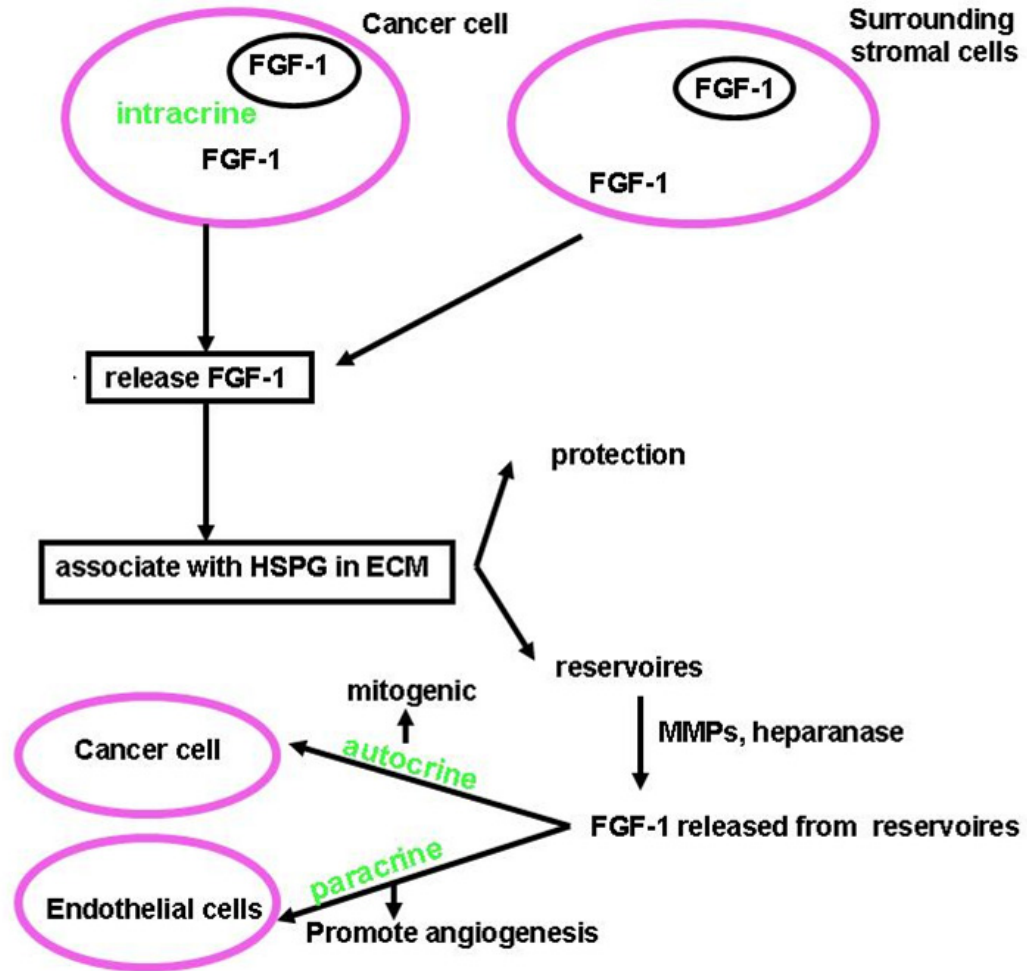 Cancer cell
Surrounding
stromal cells
FGF-1
FGF-1
intracrine
FGF-1
FGF-1
release FGF-1
protection
associate with HSPG in ECM
reservoires
mitogenic
MMPs, heparanase
Cancer cell
autocrine
FGF-1 released from reservoires
paracrine
Endothelial cells
Promote angiogenesis